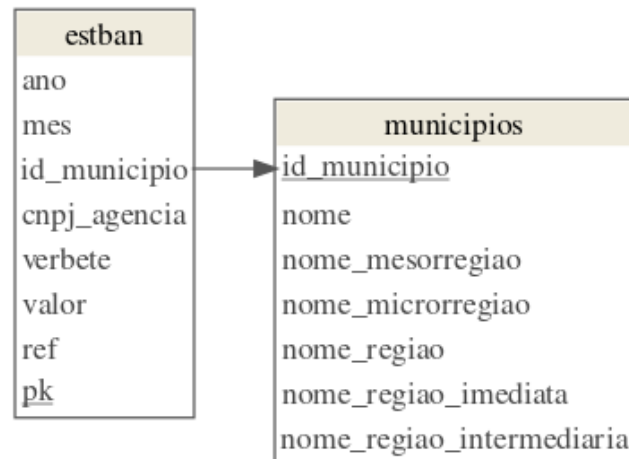 estban
ano
mes
id_municipio
cnpj_agencia
verbete
valor
ref
pk
municipios
id_municipio
nome
nome_mesorregiao
nome_microrregiao
nome_regiao
nome_regiao_imediata
nome_regiao_intermediaria